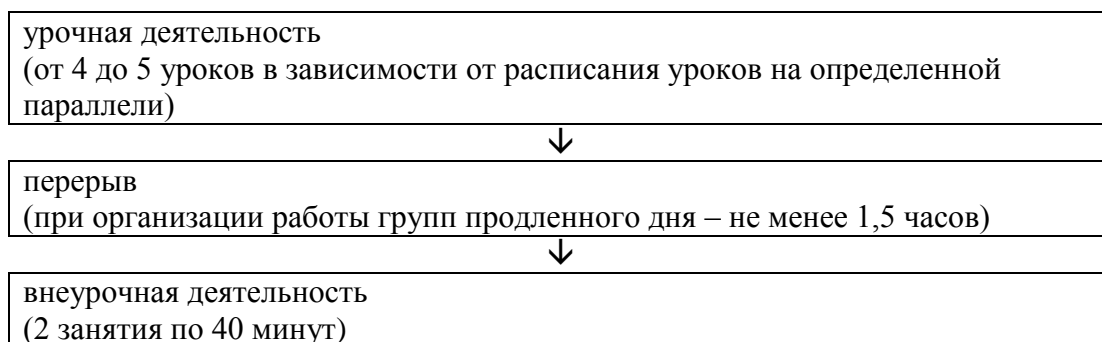 урочная деятельность
(от 4 до 5 уроков в зависимости от расписания уроков на определенной
параллели)
перерыв
(при организации работы групп продленного дня – не менее 1,5 часов)
внеурочная деятельность
(2 занятия по 40 минут)